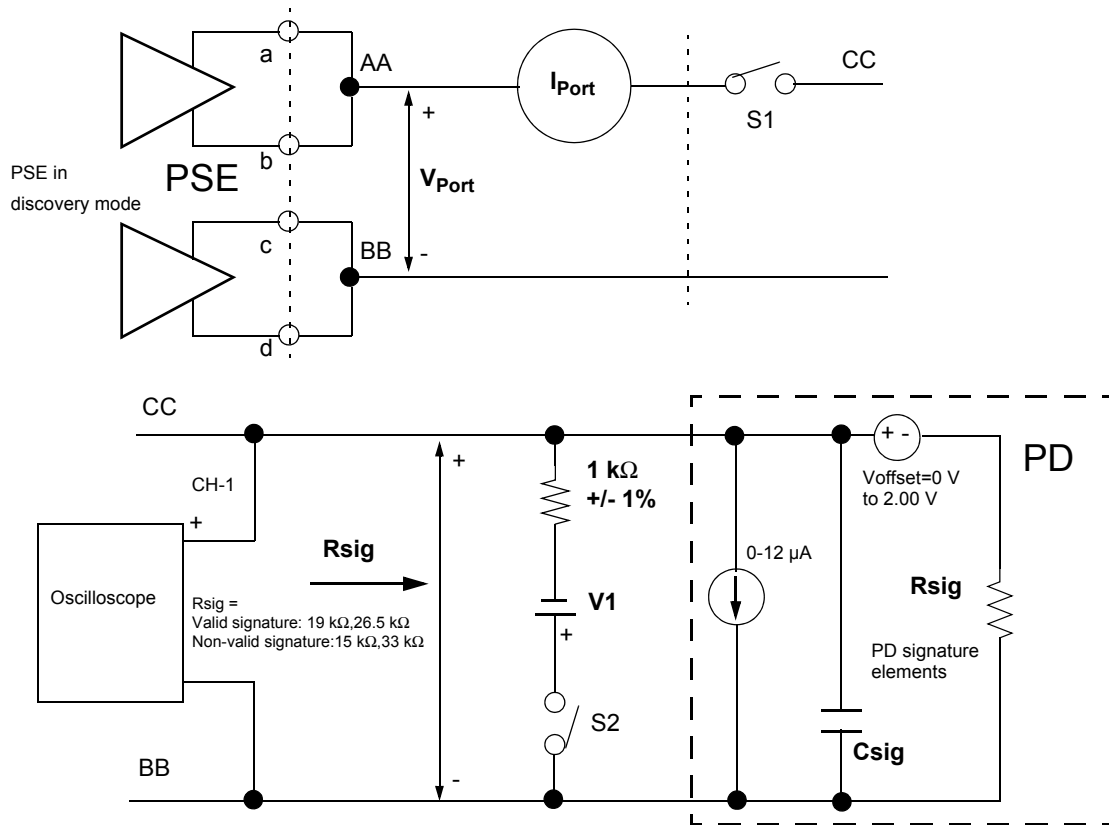 a
AA
I_Port
CC
S1
+
b
PSE
PSE in
discovery mode
V_Port
c
BB
-
d
CC
+
PD
1 kΩ
+/- 1%
+ -
Voffset=0 V
to 2.00 V
CH-1
+
Rsig
0-12 µA
Oscilloscope
Rsig =
Valid signature: 19 kΩ,26.5 kΩ
Non-valid signature:15 kΩ,33 kΩ
V1
+
Rsig
PD signature
elements
S2
Csig
BB
-